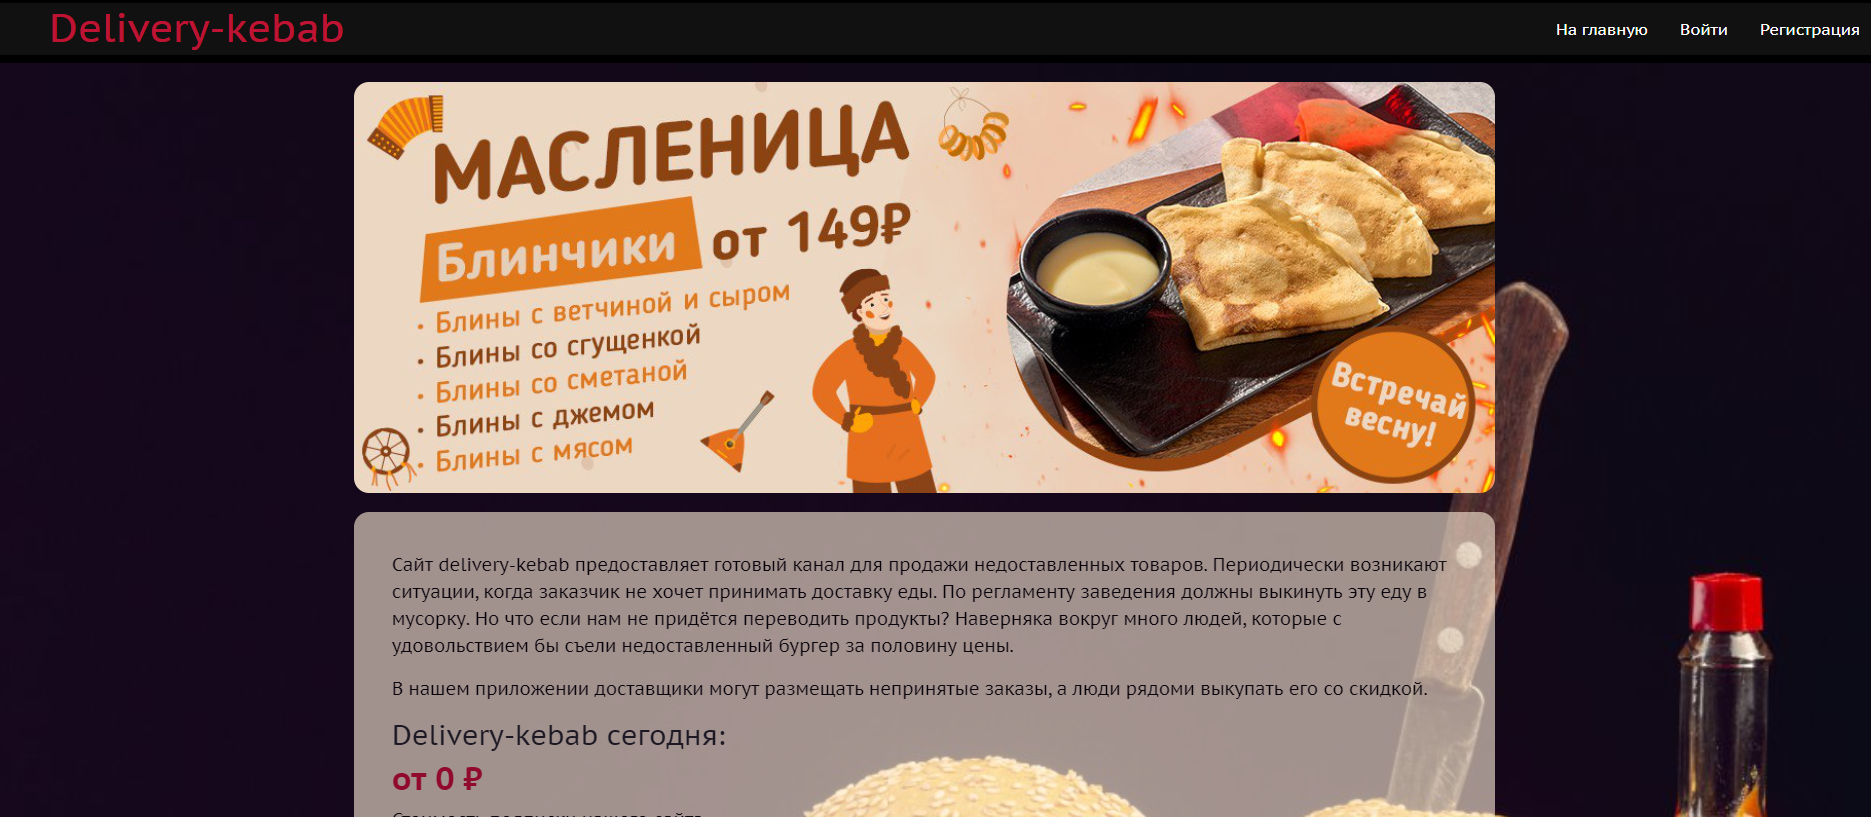 Delivery-kebab
На главную
Войти
Регистрация
МАСЛЕНИЦА
Блинчики от 149₽
• Блины с ветчиной и сыром
• Блины со сгущенкой
• Блины со сметаной
• Блины с джемом
• Блины с мясом
Встречай
весну!
Сайт delivery-kebab предоставляет готовый канал для продажи недоставленных товаров. Периодически возникают
ситуации, когда заказчик не хочет принимать доставку еды. По регламенту заведения должны выкинуть эту еду в
мусорку. Но что если нам не придётся переводить продукты? Наверняка вокруг много людей, которые с
удовольствием бы съели недоставленный бургер за половину цены.
В нашем приложении доставщики могут размещать непринятые заказы, а люди рядоми выкупать его со скидкой.
Delivery-kebab сегодня:
от 0 ₽